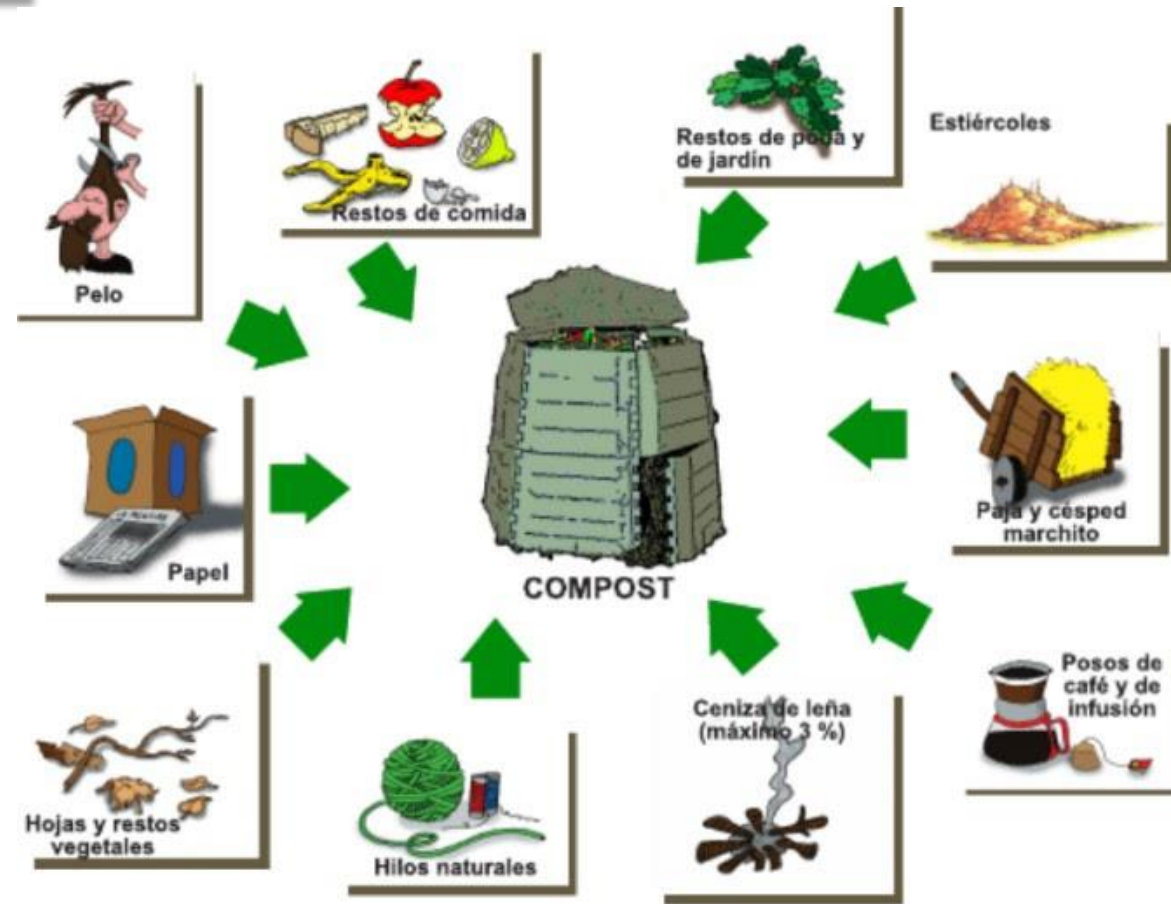 Restos de poda y
de jardín
Estiércoles
Restos de comida
Pelo
Paja y césped
marchito
Papel
COMPOST
Posos de
café y de
infusión
Ceniza de leña
(máximo 3 %)
Hojas y restos
vegetales
Hilos naturales